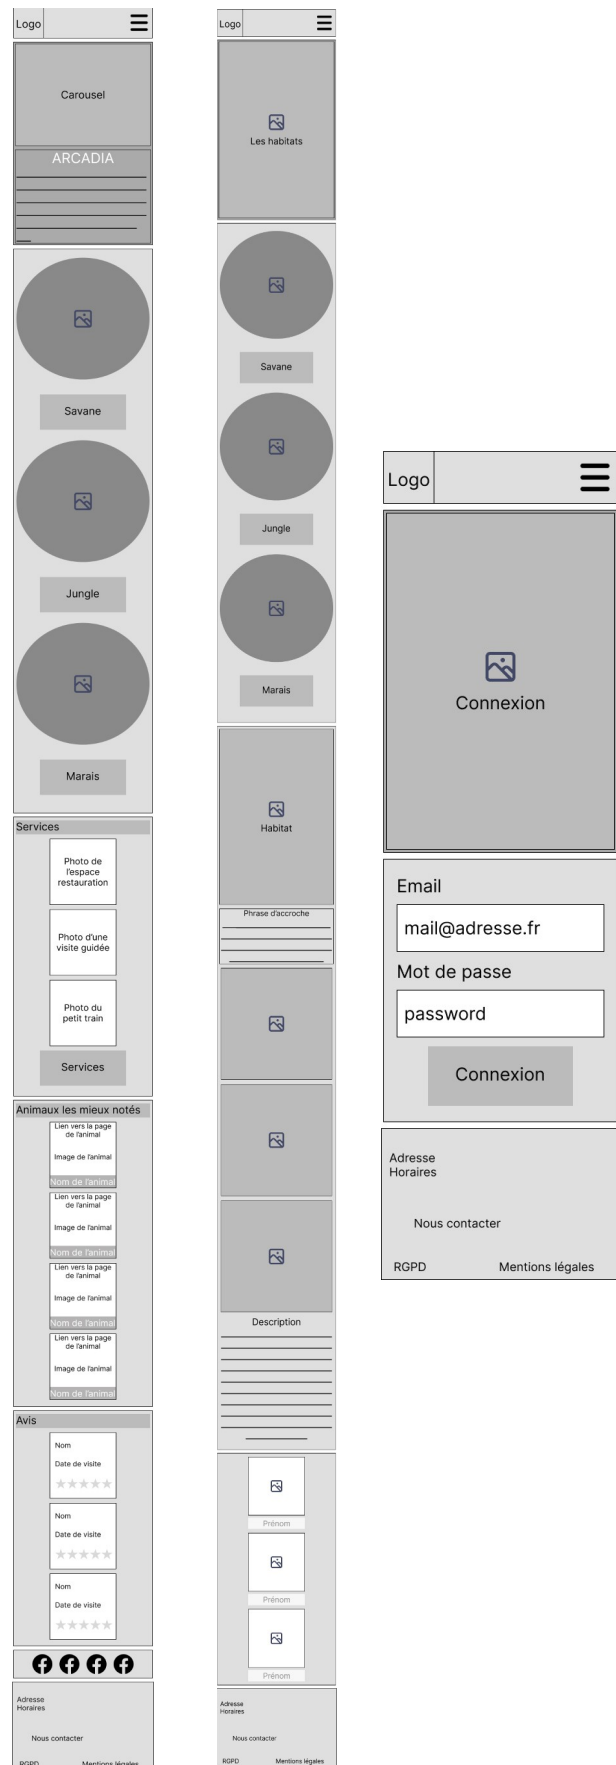 Logo
Carousel
ARCADIA
Savane
Jungle
Marais
Services
Photo de
l'espace
restauration
Photo d'une
visite guidée
Photo du
petit train
Services
Animaux les mieux notés
Lien vers la page
de l'animal
Image de l'animal
Nom de l'animal
Lien vers la page
de l'animal
Image de l'animal
Nom de l'animal
Lien vers la page
de l'animal
Image de l'animal
Nom de l'animal
Lien vers la page
de l'animal
Image de l'animal
Nom de l'animal
Avis
Nom
Date de visite
Nom
Date de visite
Nom
Date de visite
Adresse
Horaires
Nous contacter
RGPD Mentions légales
Logo
Les habitats
Savane
Jungle
Marais
Habitat
Phrase d'accroche
Description
Prénom
Prénom
Prénom
Adresse
Horaires
Nous contacter
RGPD Mentions légales
Logo
Connexion
Email
mail@adresse.fr
Mot de passe
password
Connexion
Adresse
Horaires
Nous contacter
RGPD Mentions légales